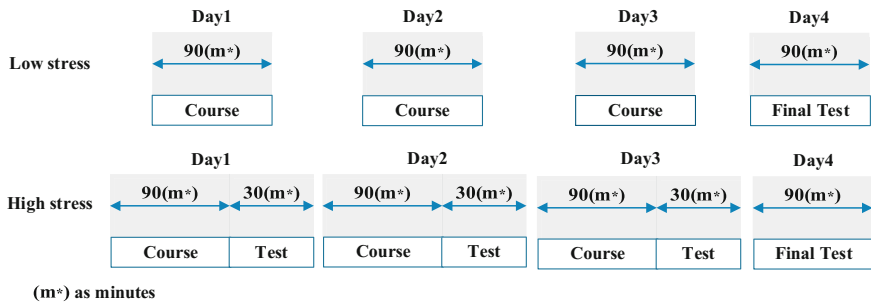 Day1 Day2 Day3 Day4
Low stress 90(m*) 90(m*) 90(m*) 90(m*)
Course Course Course Final Test
Day1 Day2 Day3 Day4
High stress 90(m*) 30(m*) 90(m*) 30(m*) 90(m*) 30(m*) 90(m*)
Course Test Course Test Course Test Final Test
(m*) as minutes